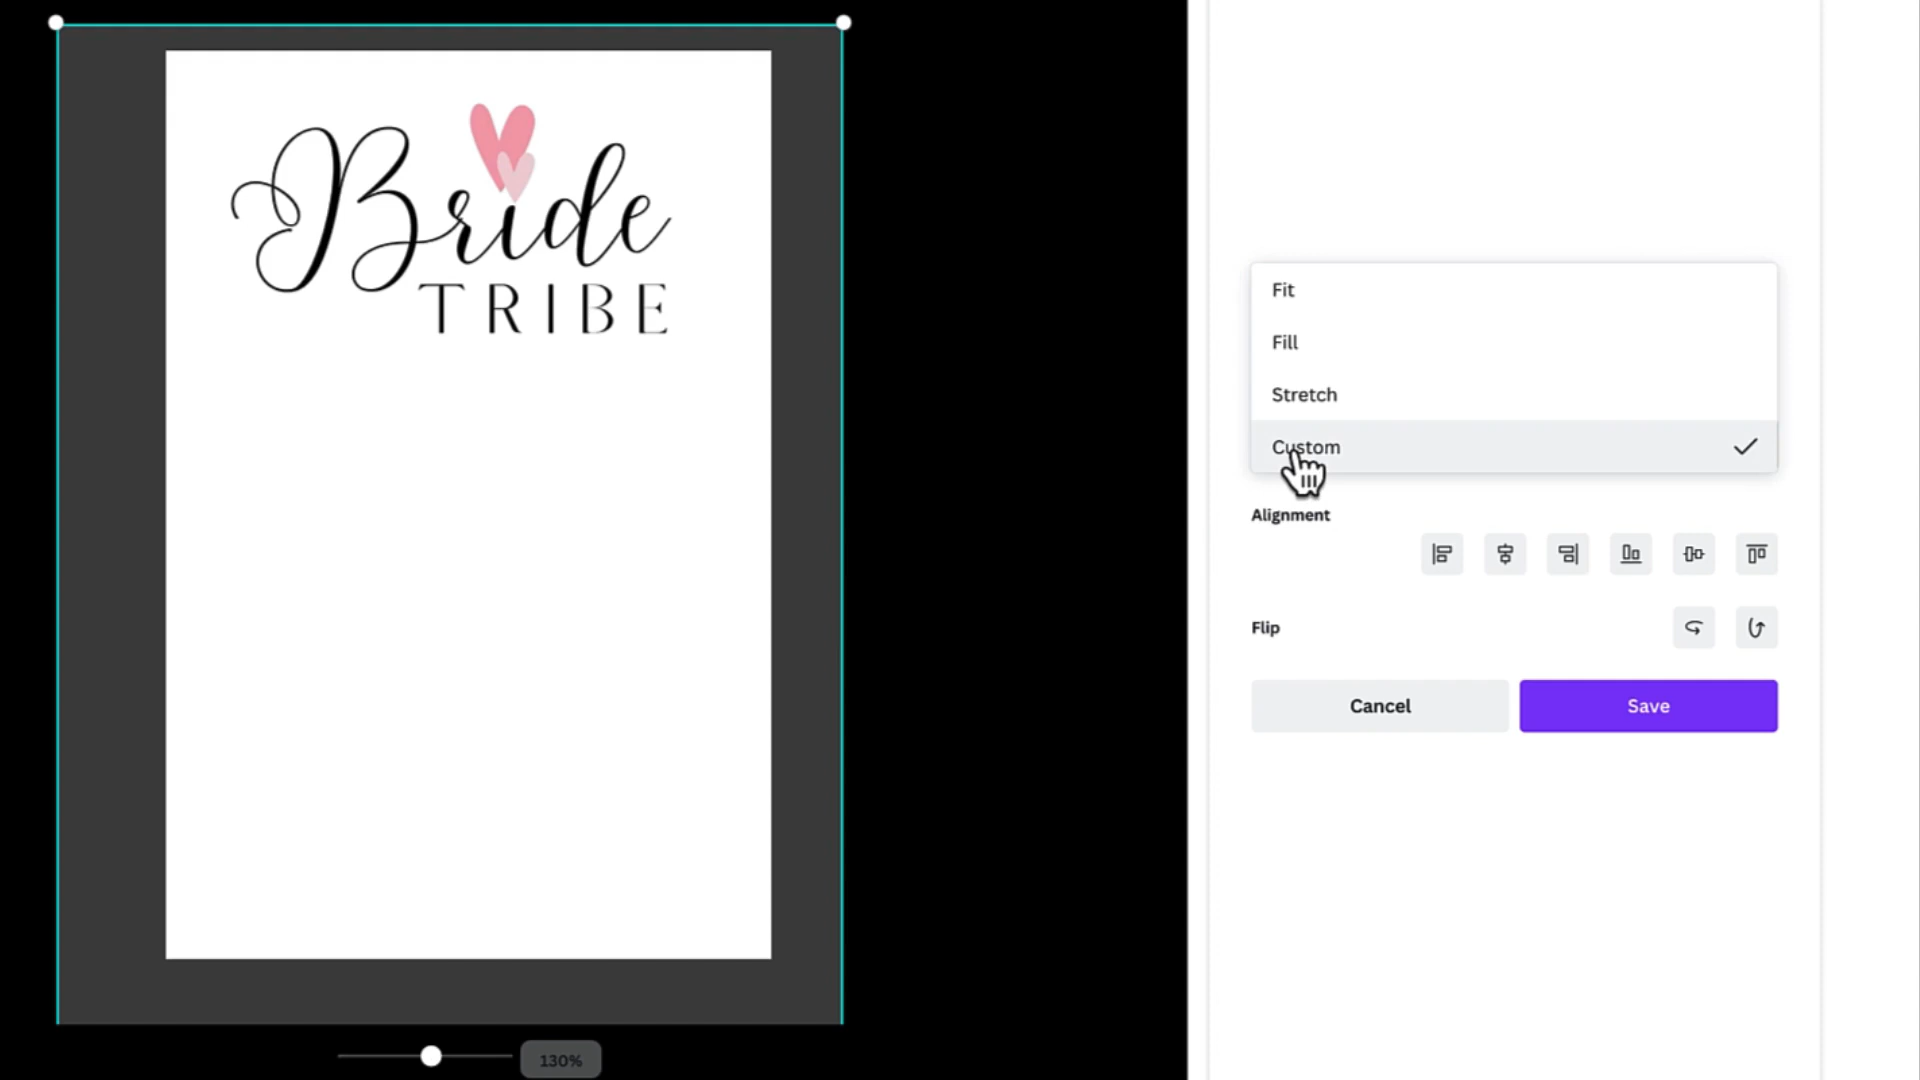 Bride
TRIBE
130%
Fit
Fill
Stretch
Custom
Alignment
Flip
Cancel
Save